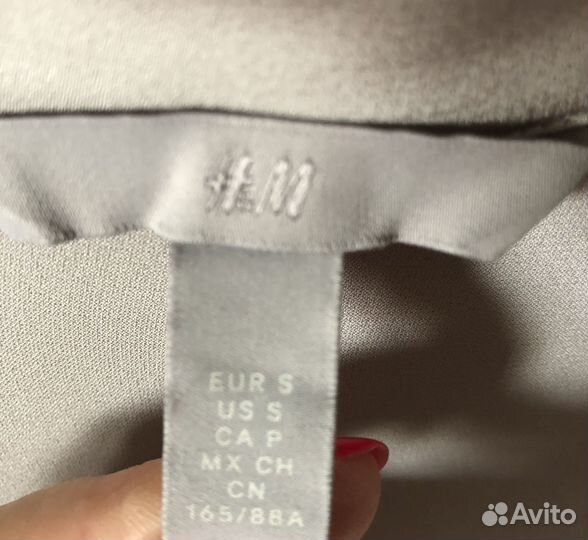 H&M
EUR S
US S
CA P
MX CH
CN
165/88A
Avito